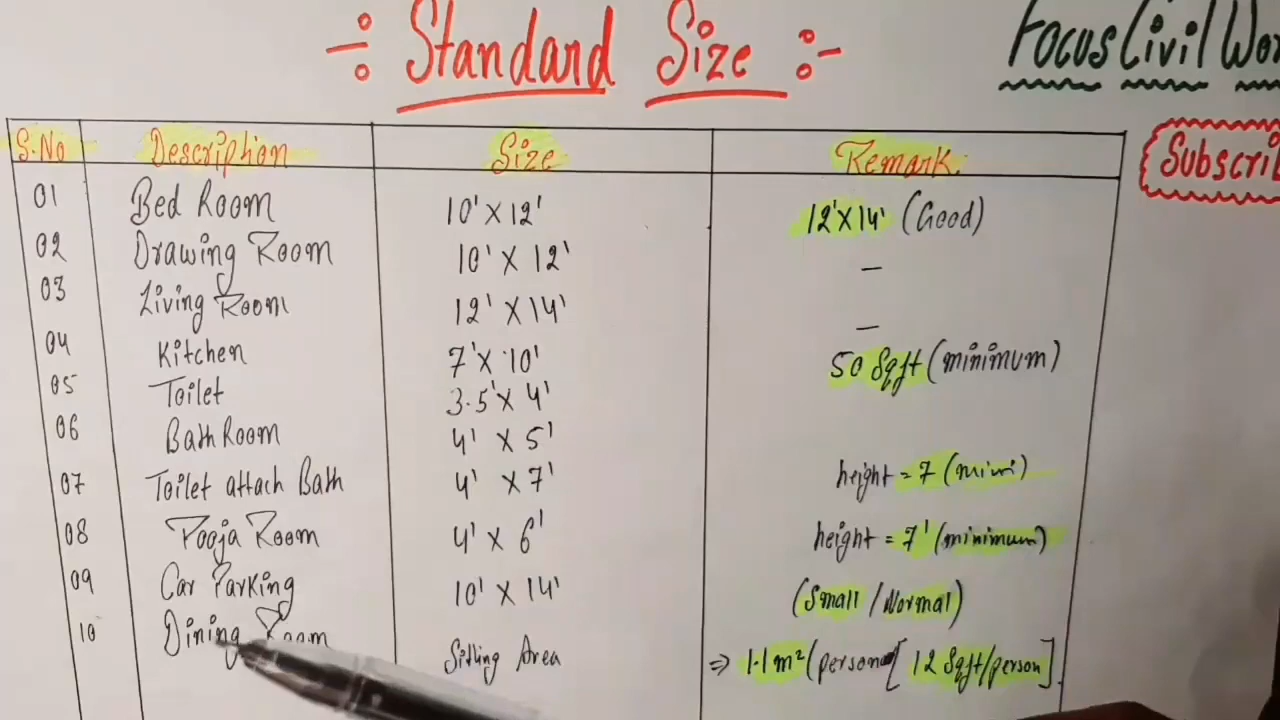 ÷ Standard Size :-
Focus Civil Wor
Subscri
S.No Description Size Remark.
01 Bed Room 10' X 12' 12' X 14' (Good)
02 Drawing Room 10' X 12' —
03 Living Room 12' X 14' —
04 Kitchen 7' X 10' 50 Sqft (minimum)
05 Toilet 3.5' X 4'
06 Bath Room 4' X 5'
07 Toilet attach Bath 4' X 7' height = 7 (mini)
08 Pooja Room 4' X 6' height = 7' (minimum)
09 Car Parking 10' X 14' (Small / Normal)
10 Dining Room Sitting Area ⇒ 1.1 m² (person [12 Sqft/person].